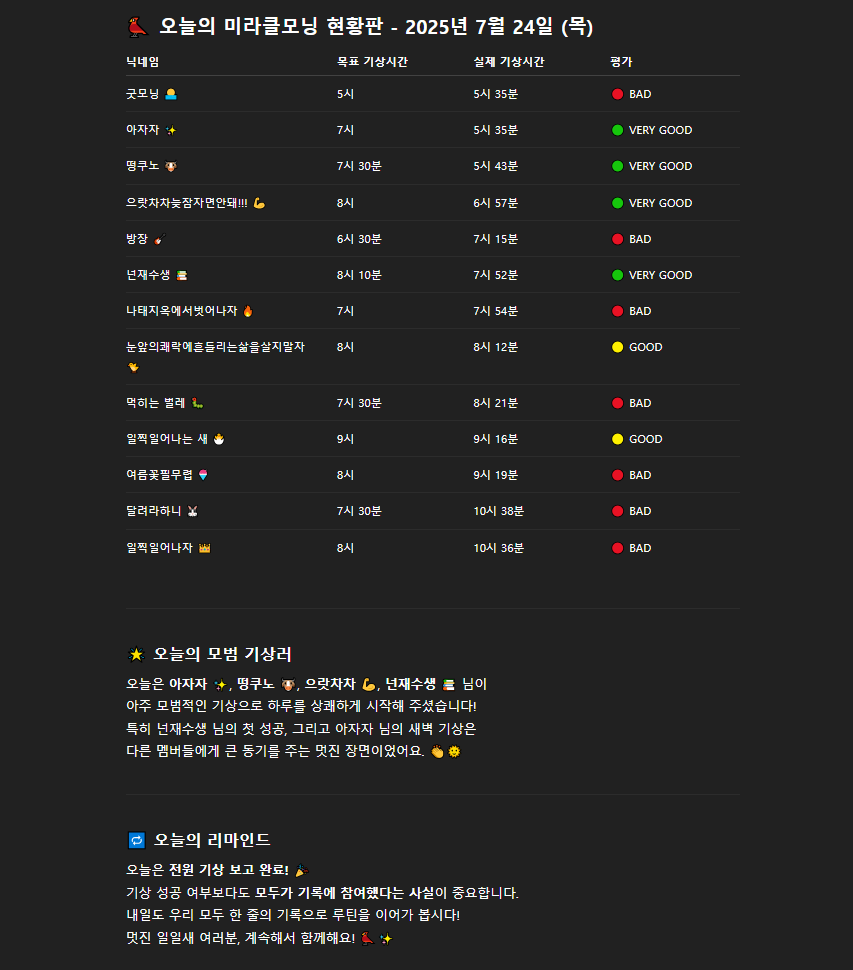 🐦 오늘의 미라클모닝 현황판 - 2025년 7월 24일 (목)
닉네임 목표 기상시간 실제 기상시간 평가
굿모닝 5시 5시 35분 🔴 BAD
아자자 ✨ 7시 5시 35분 🟢 VERY GOOD
떵쿠노 🐮 7시 30분 5시 43분 🟢 VERY GOOD
으랏차차늦잠자면안돼!!! 💪 8시 6시 57분 🟢 VERY GOOD
방장 🎸 6시 30분 7시 15분 🔴 BAD
넌재수생 📚 8시 10분 7시 52분 🟢 VERY GOOD
나태지옥에서벗어나자 🔥 7시 7시 54분 🔴 BAD
눈앞의쾌락에흔들리는삶을살지말자 8시 8시 12분 🟡 GOOD
🐤
먹히는 벌레 🐛 7시 30분 8시 21분 🔴 BAD
일찍일어나는 새 🐣 9시 9시 16분 🟡 GOOD
여름꽃필무렵 🍧 8시 9시 19분 🔴 BAD
달려라하니 🐰 7시 30분 10시 38분 🔴 BAD
일찍일어나자 👑 8시 10시 36분 🔴 BAD
🌟 오늘의 모범 기상러
오늘은 아자자 ✨, 떵쿠노 🐮, 으랏차차 💪, 넌재수생 📚 님이
아주 모범적인 기상으로 하루를 상쾌하게 시작해 주셨습니다!
특히 넌재수생 님의 첫 성공, 그리고 아자자 님의 새벽 기상은
다른 멤버들에게 큰 동기를 주는 멋진 장면이었어요. 👏🌞
🔁 오늘의 리마인드
오늘은 전원 기상 보고 완료! 🎉
기상 성공 여부보다도 모두가 기록에 참여했다는 사실이 중요합니다.
내일도 우리 모두 한 줄의 기록으로 루틴을 이어가 봅시다!
멋진 일일새 여러분, 계속해서 함께해요! 🐦 ✨